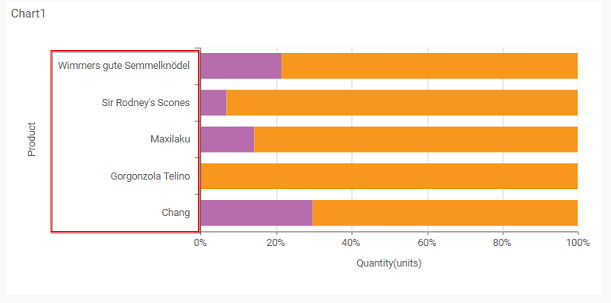 Chart1
Product
Wimmers gute Semmelknödel
Sir Rodney's Scones
Maxilaku
Gorgonzola Telino
Chang
0% 20% 40% 60% 80% 100%
Quantity(units)